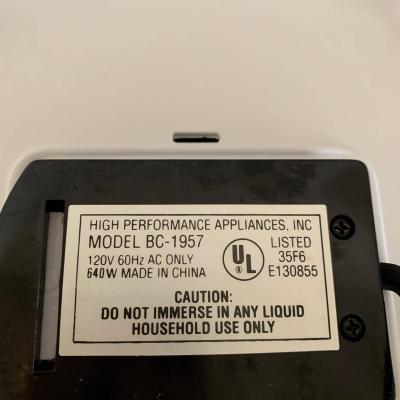 HIGH PERFORMANCE APPLIANCES, INC
MODEL BC-1957
120V 60Hz AC ONLY
640W MADE IN CHINA
UL
LISTED
35F6
E130855
CAUTION:
DO NOT IMMERSE IN ANY LIQUID
HOUSEHOLD USE ONLY